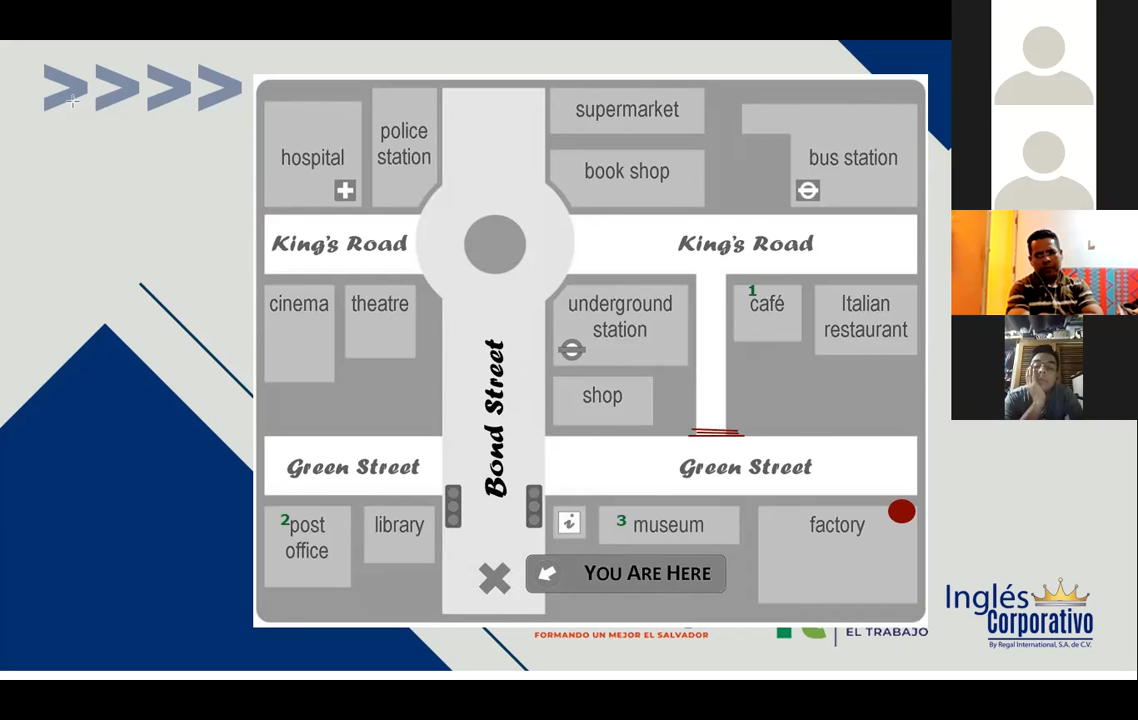 >>>>
hospital
police
station
supermarket
book shop
bus station
King's Road
King's Road
cinema
theatre
underground
station
1
café
Italian
restaurant
shop
Bond Street
Green Street
Green Street
2
post
office
library
i
3 museum
factory
YOU ARE HERE
FORMANDO UN MEJOR EL SALVADOR
EL TRABAJO
Inglés
Corporativo
By Regal International, S.A. de C.V.